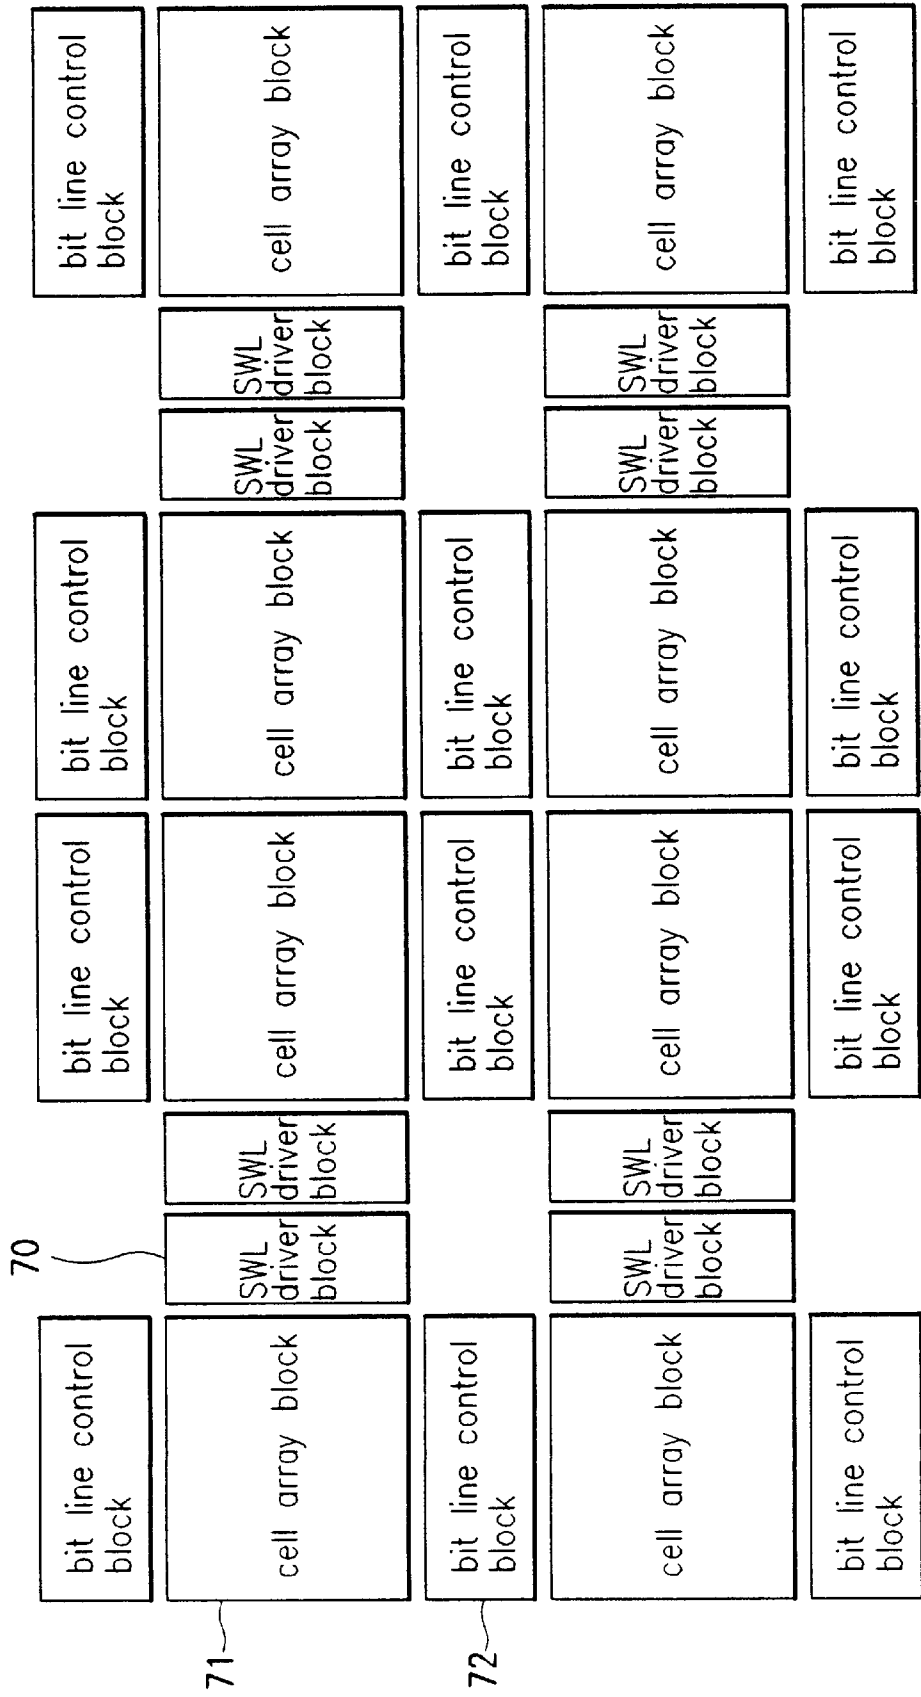 70
bit line control
block
bit line control
block
bit line control
block
bit line control
block
71
cell array block
SWL
driver
block
SWL
driver
block
cell array block
cell array block
SWL
driver
block
SWL
driver
block
cell array block
72
bit line control
block
bit line control
block
bit line control
block
bit line control
block
cell array block
SWL
driver
block
SWL
driver
block
cell array block
cell array block
SWL
driver
block
SWL
driver
block
cell array block
bit line control
block
bit line control
block
bit line control
block
bit line control
block